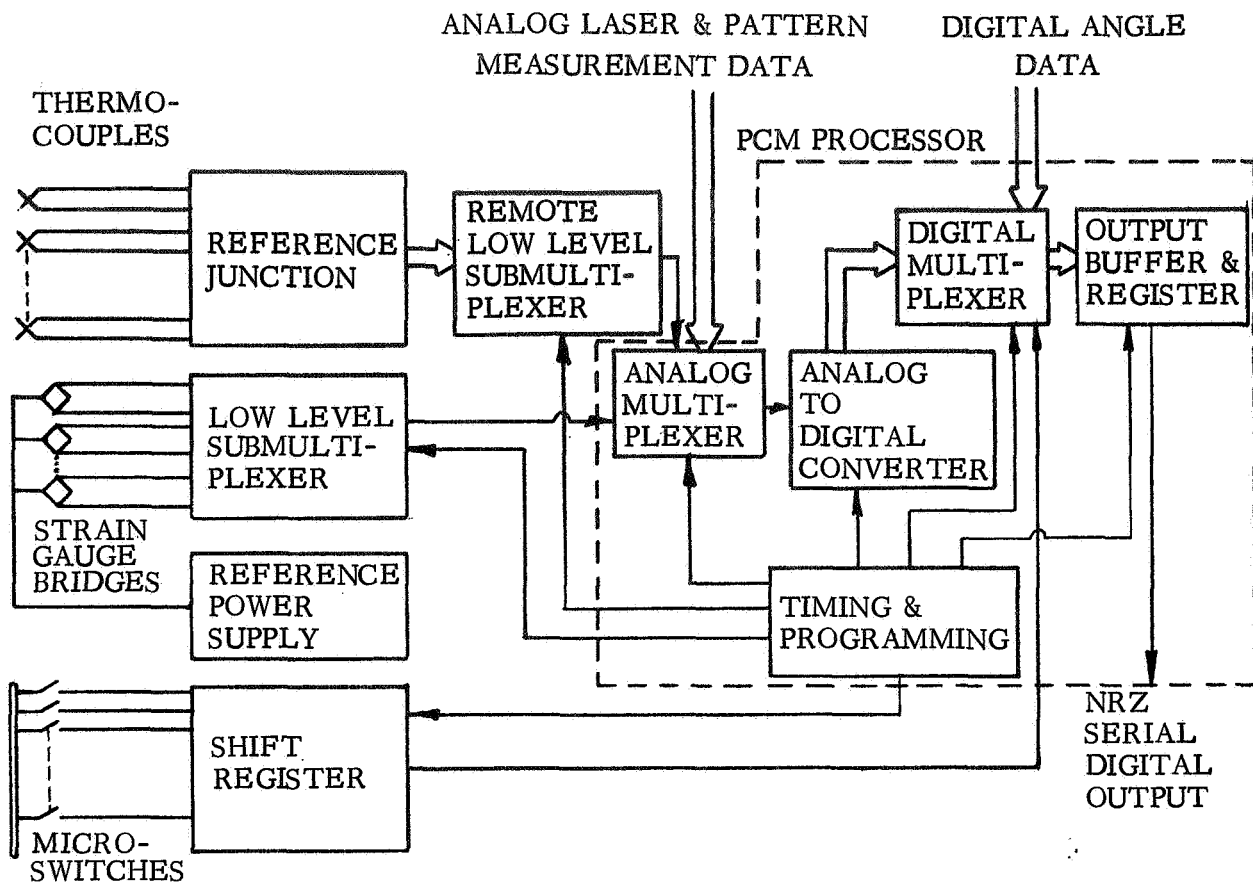 ANALOG LASER & PATTERN
MEASUREMENT DATA
DIGITAL ANGLE
DATA
THERMO-
COUPLES
PCM PROCESSOR
REFERENCE
JUNCTION
REMOTE
LOW LEVEL
SUBMULTI-
PLEXER
DIGITAL
MULTI-
PLEXER
OUTPUT
BUFFER &
REGISTER
LOW LEVEL
SUBMULTI-
PLEXER
ANALOG
MULTI-
PLEXER
ANALOG
TO
DIGITAL
CONVERTER
STRAIN
GAUGE
BRIDGES
REFERENCE
POWER
SUPPLY
TIMING &
PROGRAMMING
SHIFT
REGISTER
NRZ
SERIAL
DIGITAL
OUTPUT
MICRO-
SWITCHES